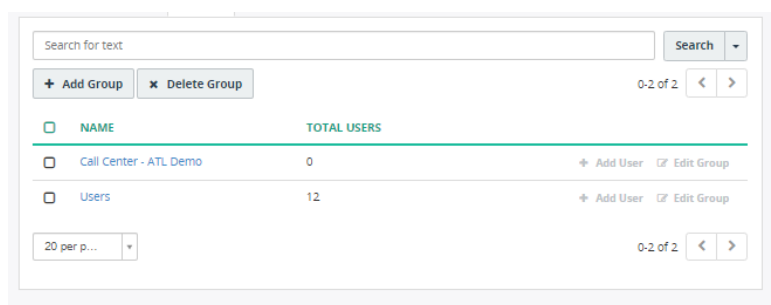 Search for text
Search
Add Group
Delete Group
0-2 of 2
NAME TOTAL USERS
Call Center - ATL Demo 0 Add User Edit Group
Users 12 Add User Edit Group
20 per p...
0-2 of 2